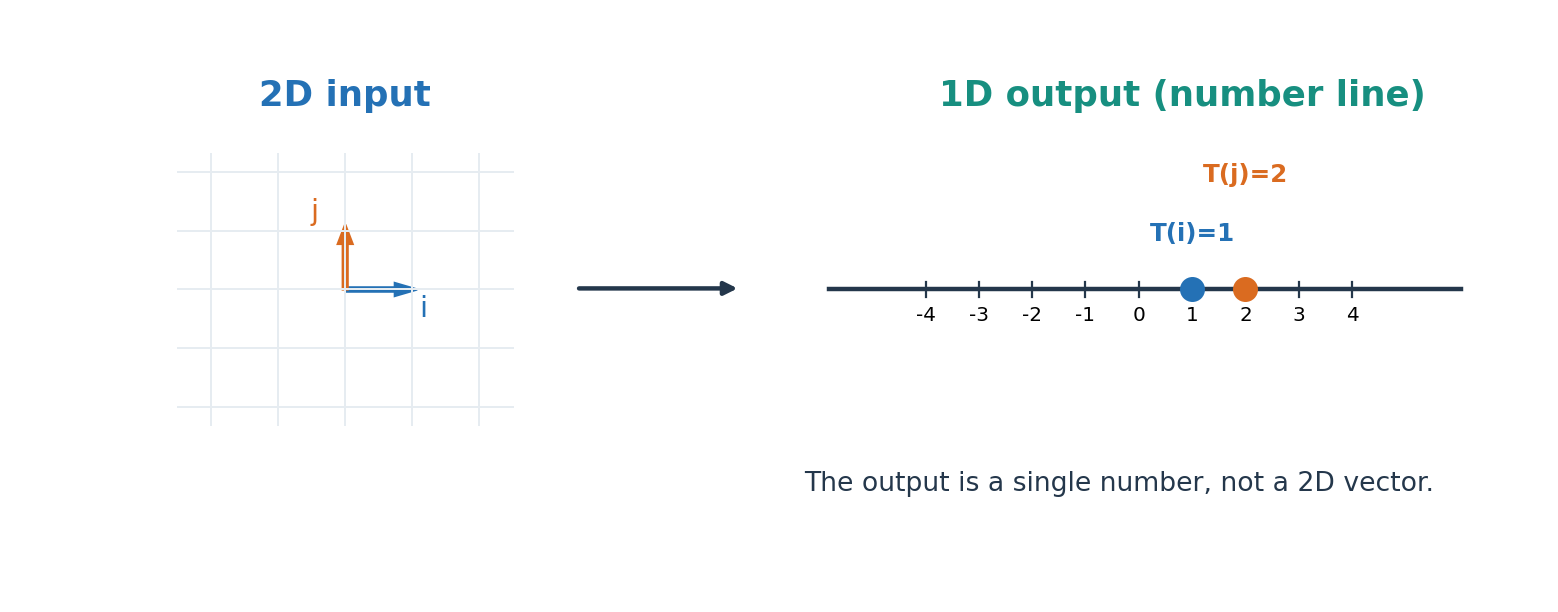 2D input
1D output (number line)
T(j)=2
j
T(i)=1
i
-4 -3 -2 -1 0 1 2 3 4
The output is a single number, not a 2D vector.